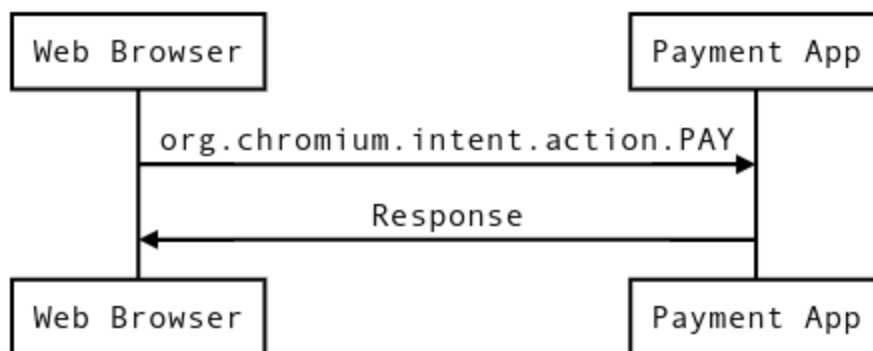 Web Browser
Payment App
org.chromium.intent.action.PAY
Response
Web Browser
Payment App